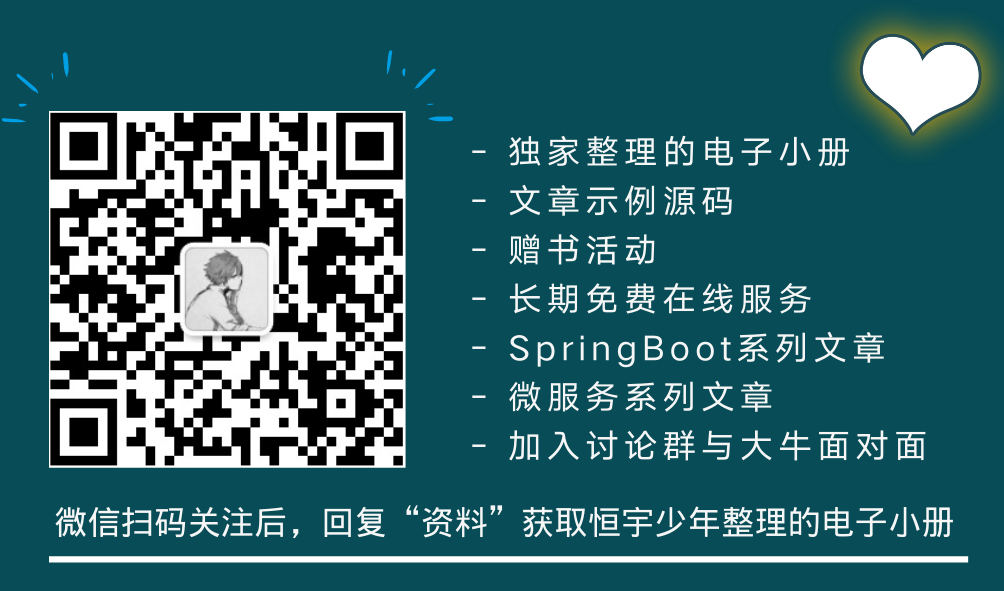 - 独家整理的电子小册
- 文章示例源码
- 赠书活动
- 长期免费在线服务
- SpringBoot系列文章
- 微服务系列文章
- 加入讨论群与大牛面对面
微信扫码关注后，回复“资料”获取恒宇少年整理的电子小册